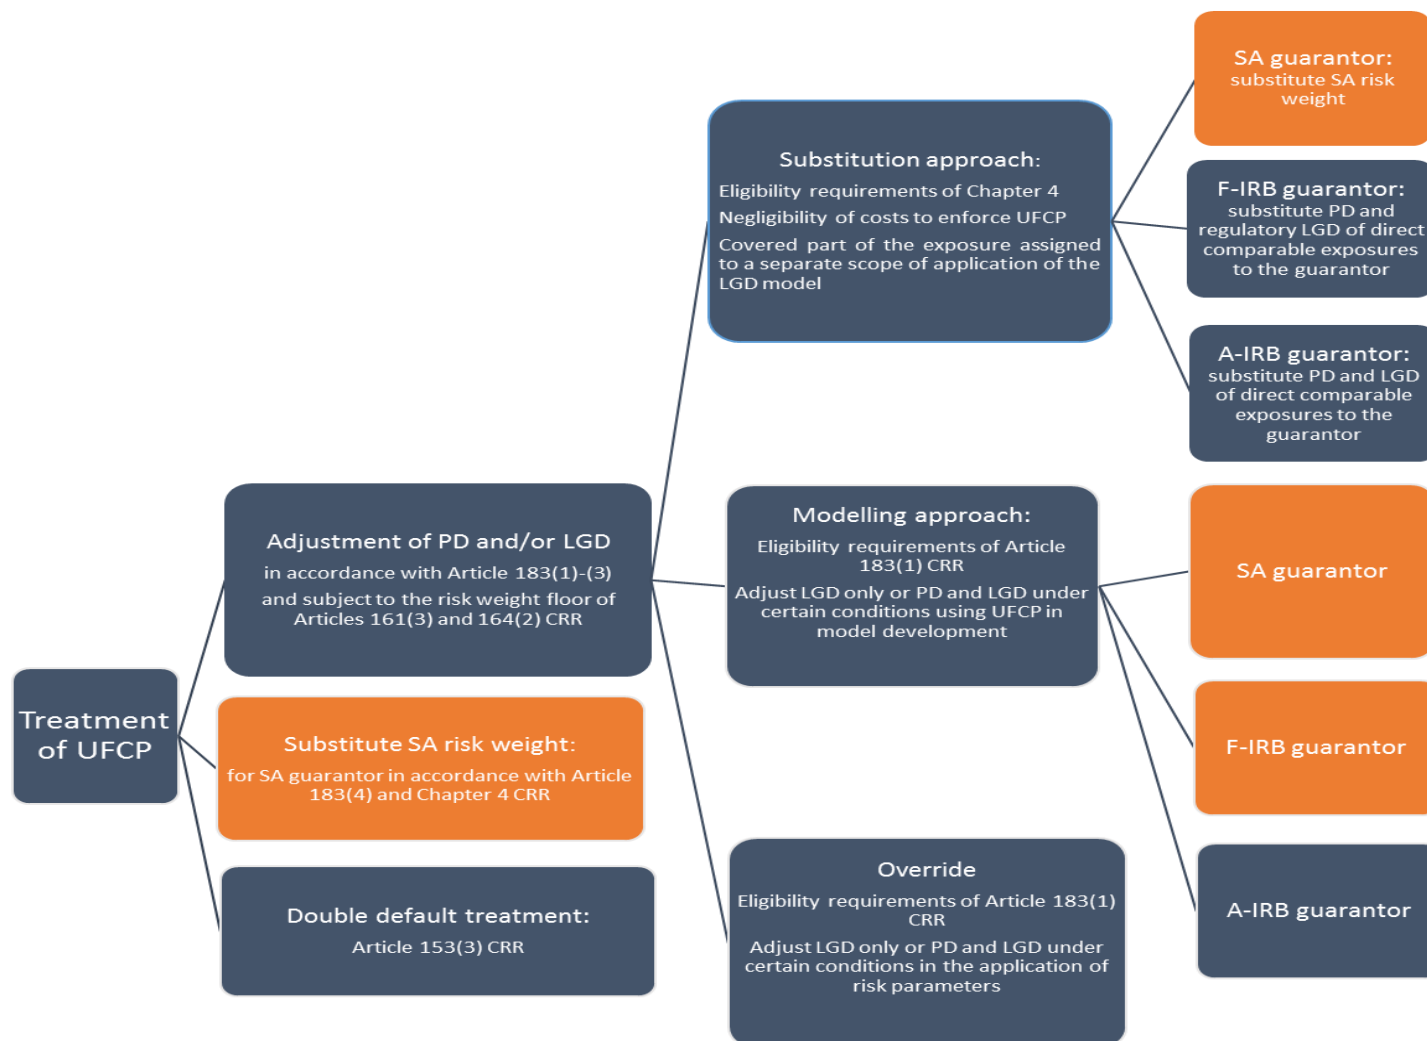 Treatment
of UFCP
Adjustment of PD and/or LGD
in accordance with Article 183(1)-(3)
and subject to the risk weight floor of
Articles 161(3) and 164(2) CRR
Substitute SA risk weight:
for SA guarantor in accordance with Article
183(4) and Chapter 4 CRR
Double default treatment:
Article 153(3) CRR
Substitution approach:
Eligibility requirements of Chapter 4
Negligibility of costs to enforce UFCP
Covered part of the exposure assigned
to a separate scope of application of the
LGD model
Modelling approach:
Eligibility requirements of Article
183(1) CRR
Adjust LGD only or PD and LGD under
certain conditions using UFCP in
model development
Override
Eligibility requirements of Article 183(1)
CRR
Adjust LGD only or PD and LGD under
certain conditions in the application of
risk parameters
SA guarantor:
substitute SA risk
weight
F-IRB guarantor:
substitute PD and
regulatory LGD of direct
comparable exposures
to the guarantor
A-IRB guarantor:
substitute PD and LGD
of direct comparable
exposures to the
guarantor
SA guarantor
F-IRB guarantor
A-IRB guarantor